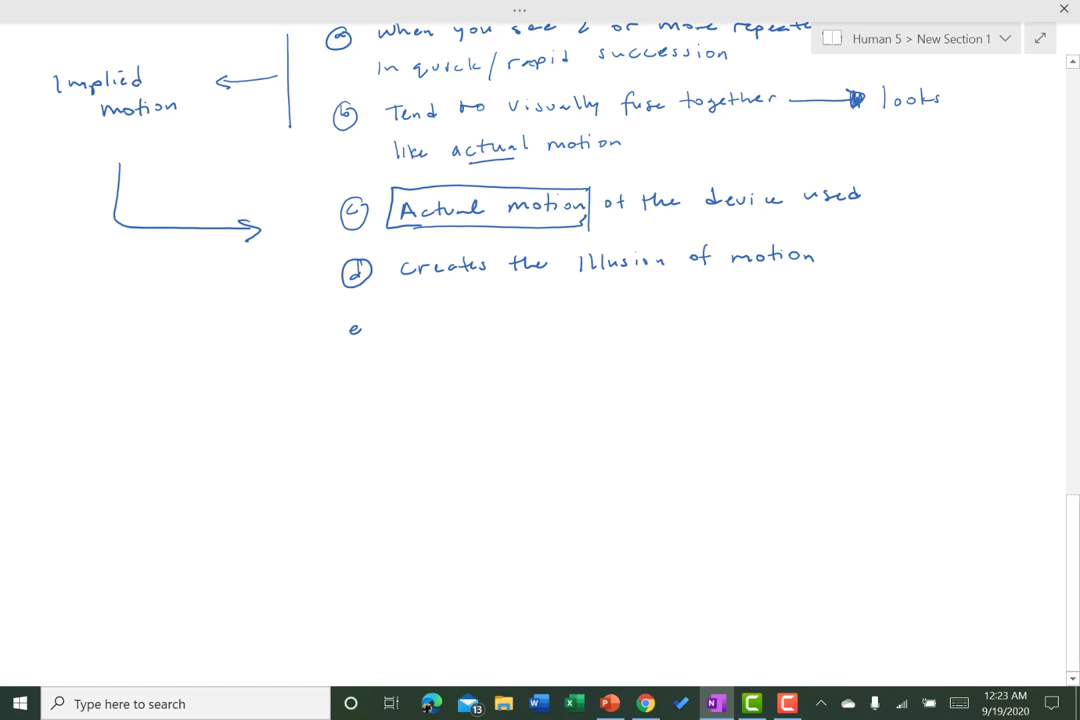 ...
Human 5 > New Section 1
(a) When you see 2 or more repeate
in quick/rapid succession
Implied
motion
(b) Tend to visually fuse together → looks
like actual motion
(c) Actual motion of the device used
(d) Creates the illusion of motion
e
Type here to search
13
12:23 AM
9/19/2020